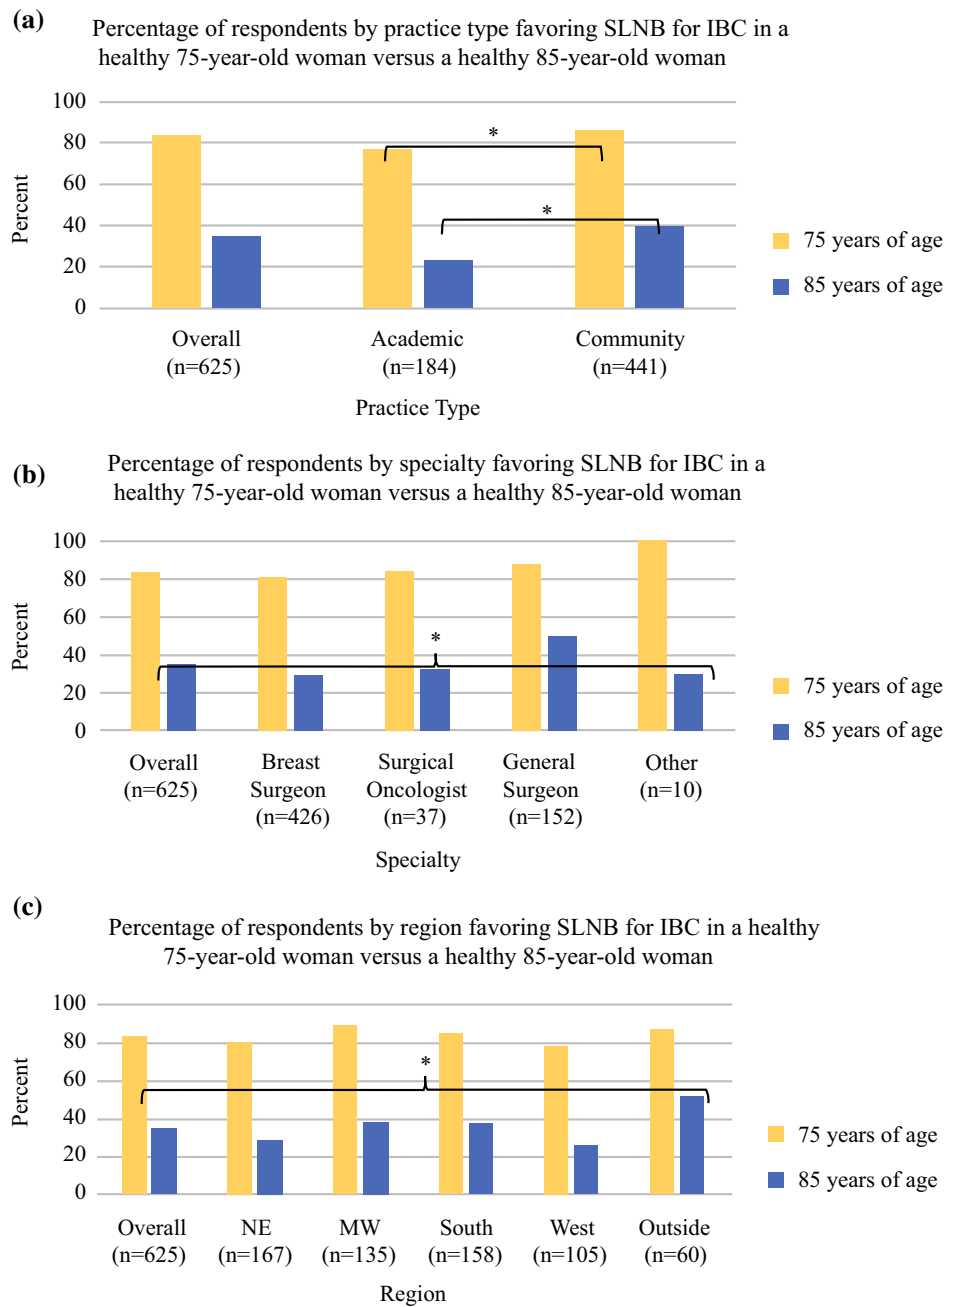 (a)
Percentage of respondents by practice type favoring SLNB for IBC in a
healthy 75-year-old woman versus a healthy 85-year-old woman
100
80
60
40
20
0
Percent
*
*
75 years of age
85 years of age
Overall
(n=625)
Academic
(n=184)
Community
(n=441)
Practice Type
(b)
Percentage of respondents by specialty favoring SLNB for IBC in a
healthy 75-year-old woman versus a healthy 85-year-old woman
100
80
60
40
20
0
Percent
*
75 years of age
85 years of age
Overall
(n=625)
Breast
Surgeon
(n=426)
Surgical
Oncologist
(n=37)
General
Surgeon
(n=152)
Other
(n=10)
Specialty
(c)
Percentage of respondents by region favoring SLNB for IBC in a healthy
75-year-old woman versus a healthy 85-year-old woman
100
80
60
40
20
0
Percent
*
75 years of age
85 years of age
Overall
(n=625)
NE
(n=167)
MW
(n=135)
South
(n=158)
West
(n=105)
Outside
(n=60)
Region